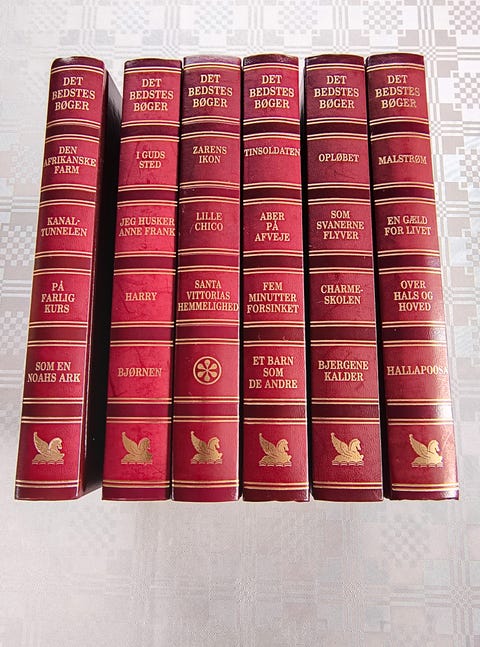 DET
BEDSTES
BØGER
DEN
AFRIKANSKE
FARM
KANAL-
TUNNELEN
PÅ
FARLIG
KURS
SOM EN
NOAHS ARK
DET
BEDSTES
BØGER
I GUDS
STED
JEG HUSKER
ANNE FRANK
HARRY
BJØRNEN
DET
BEDSTES
BØGER
ZARENS
IKON
LILLE
CHICO
SANTA
VITTORIAS
HEMMELIGHED
DET
BEDSTES
BØGER
TINSOLDATEN
ABER
PÅ
AFVEJE
FEM
MINUTTER
FORSINKET
ET BARN
SOM
DE ANDRE
DET
BEDSTES
BØGER
OPLØBET
SOM
SVANERNE
FLYVER
CHARME-
SKOLEN
BJERGENE
KALDER
DET
BEDSTES
BØGER
MALSTRØM
EN GÆLD
FOR LIVET
OVER
HALS OG
HOVED
HALLAPOOSA